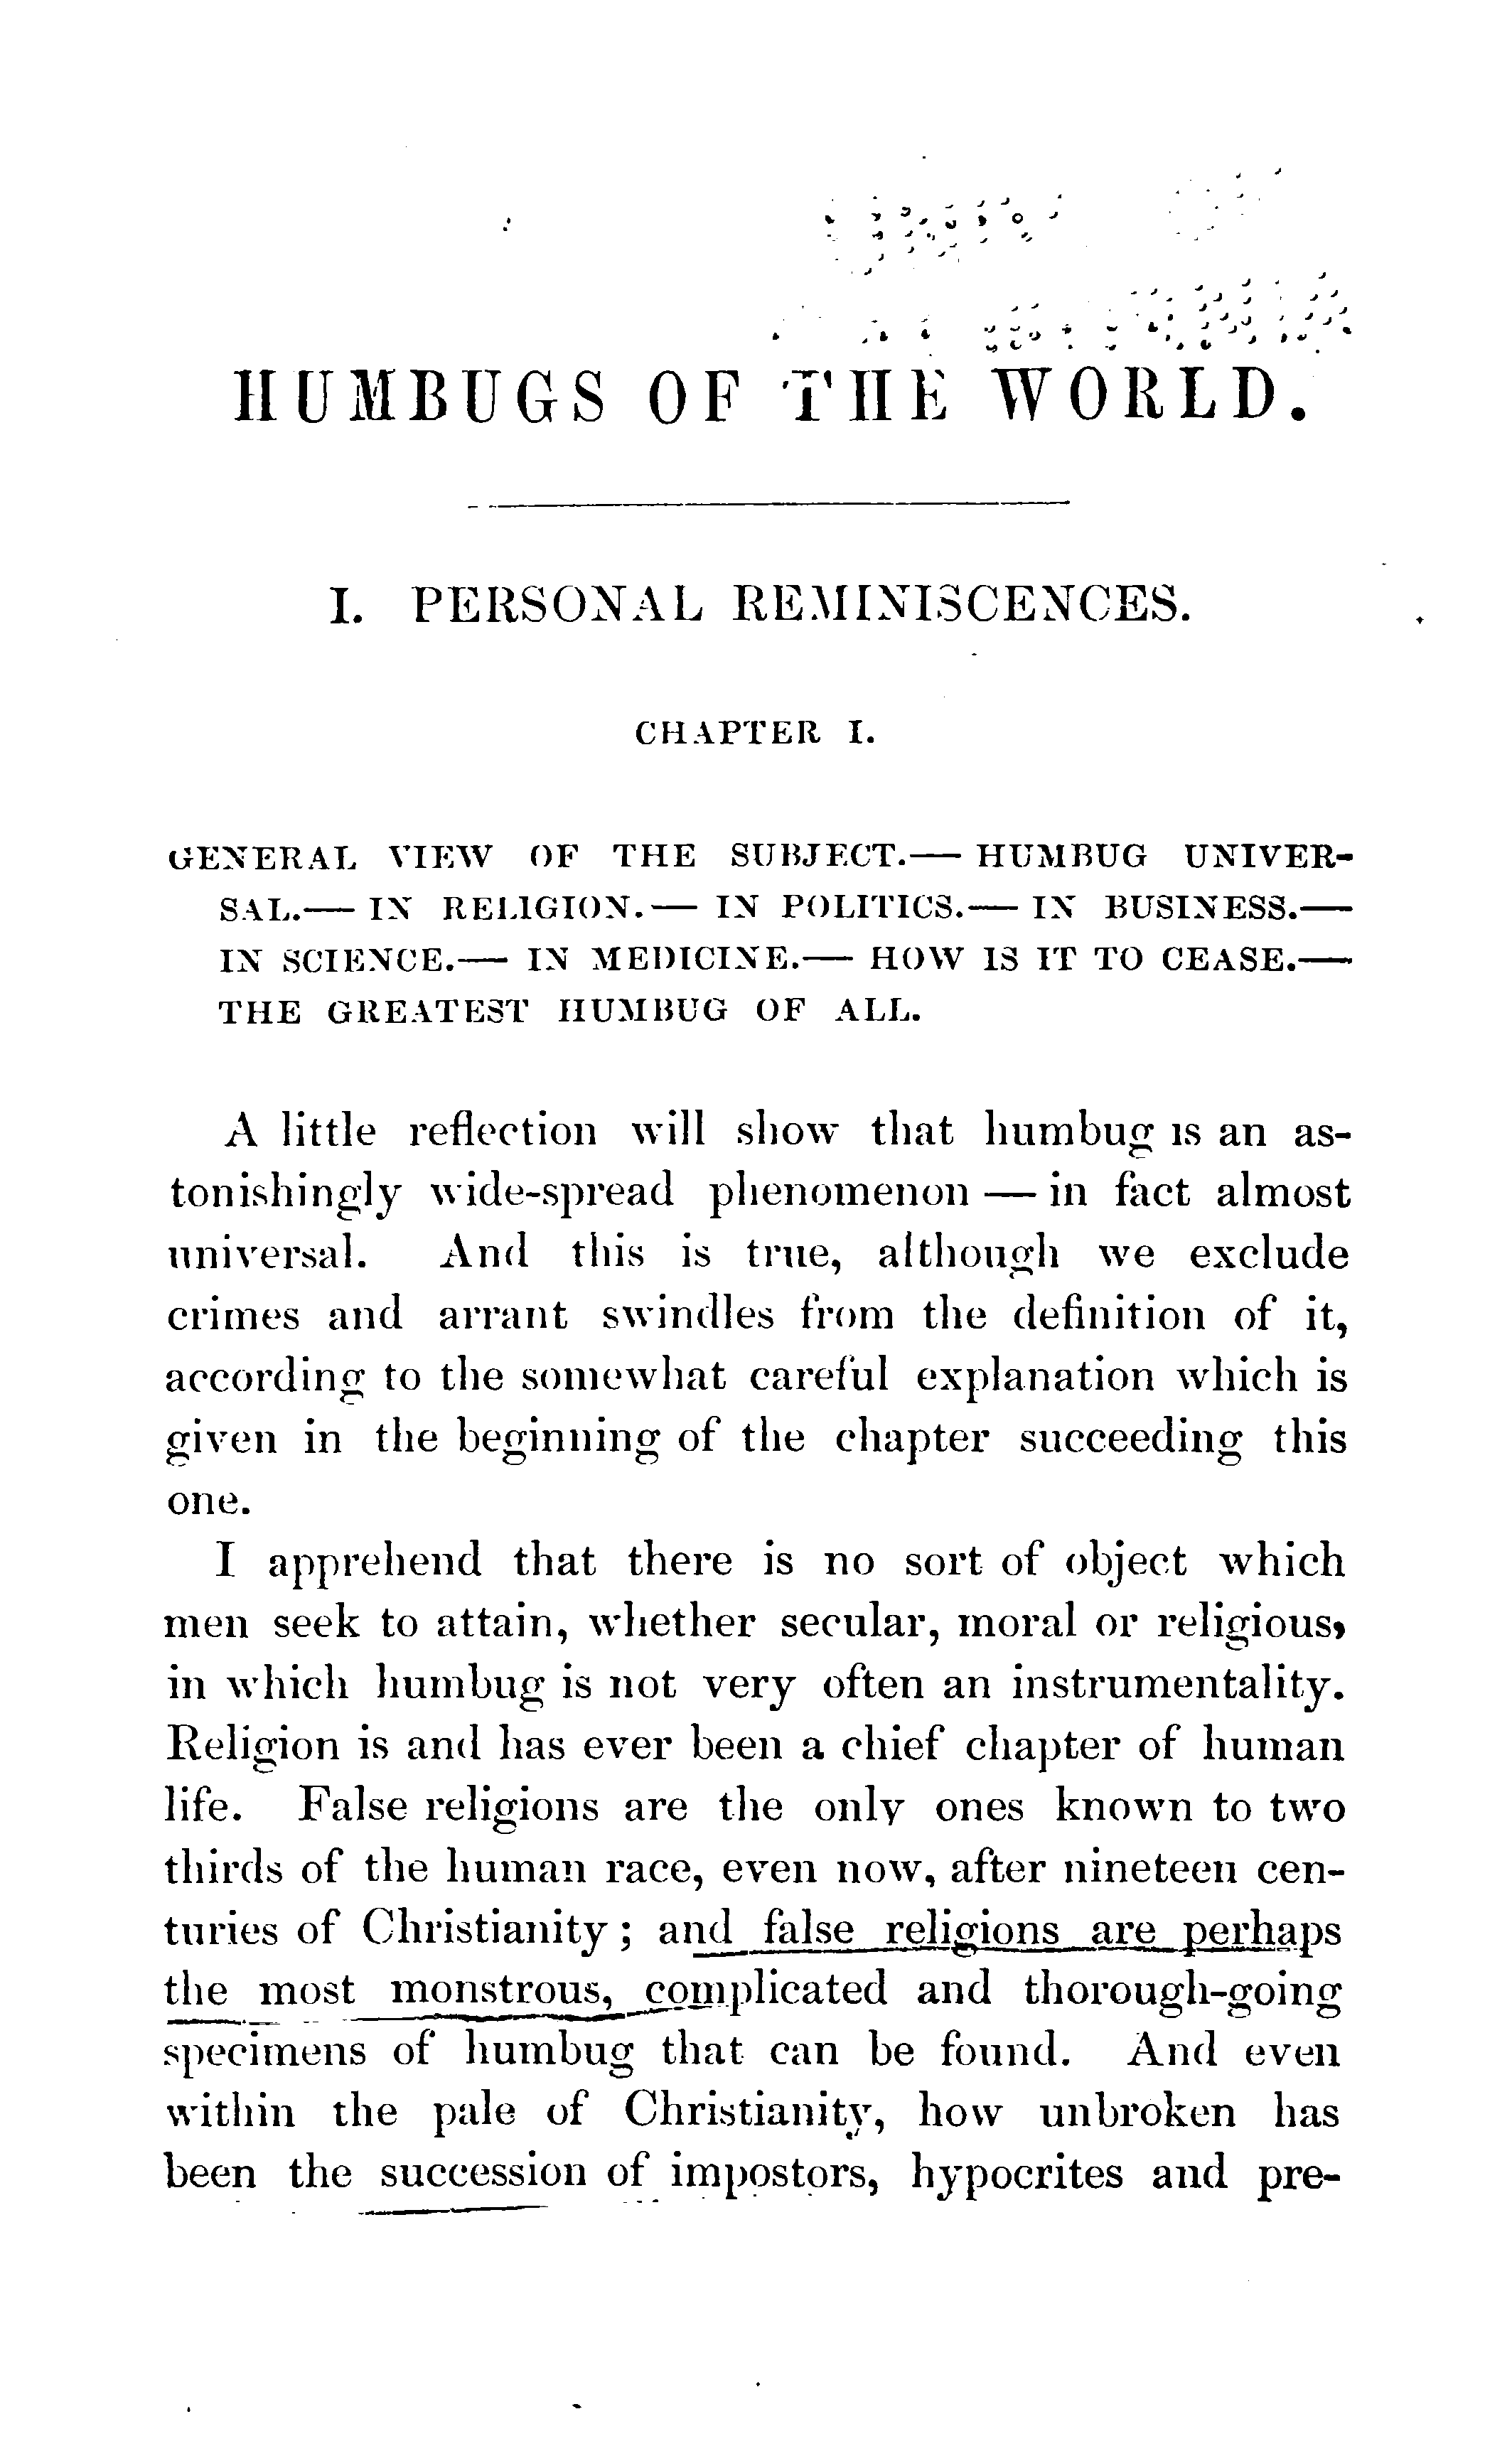 HUMBUGS OF THE WORLD.
I. PERSONAL REMINISCENCES.
CHAPTER I.
GENERAL VIEW OF THE SUBJECT.— HUMBUG UNIVER-
SAL.— IN RELIGION.— IN POLITICS.— IN BUSINESS.—
IN SCIENCE.— IN MEDICINE.— HOW IS IT TO CEASE.—
THE GREATEST HUMBUG OF ALL.
A little reflection will show that humbug is an as-
tonishingly wide-spread phenomenon — in fact almost
universal. And this is true, although we exclude
crimes and arrant swindles from the definition of it,
according to the somewhat careful explanation which is
given in the beginning of the chapter succeeding this
one.
I apprehend that there is no sort of object which
men seek to attain, whether secular, moral or religious,
in which humbug is not very often an instrumentality.
Religion is and has ever been a chief chapter of human
life. False religions are the only ones known to two
thirds of the human race, even now, after nineteen cen-
turies of Christianity; and false religions are perhaps
the most monstrous, complicated and thorough-going
specimens of humbug that can be found. And even
within the pale of Christianity, how unbroken has
been the succession of impostors, hypocrites and pre-